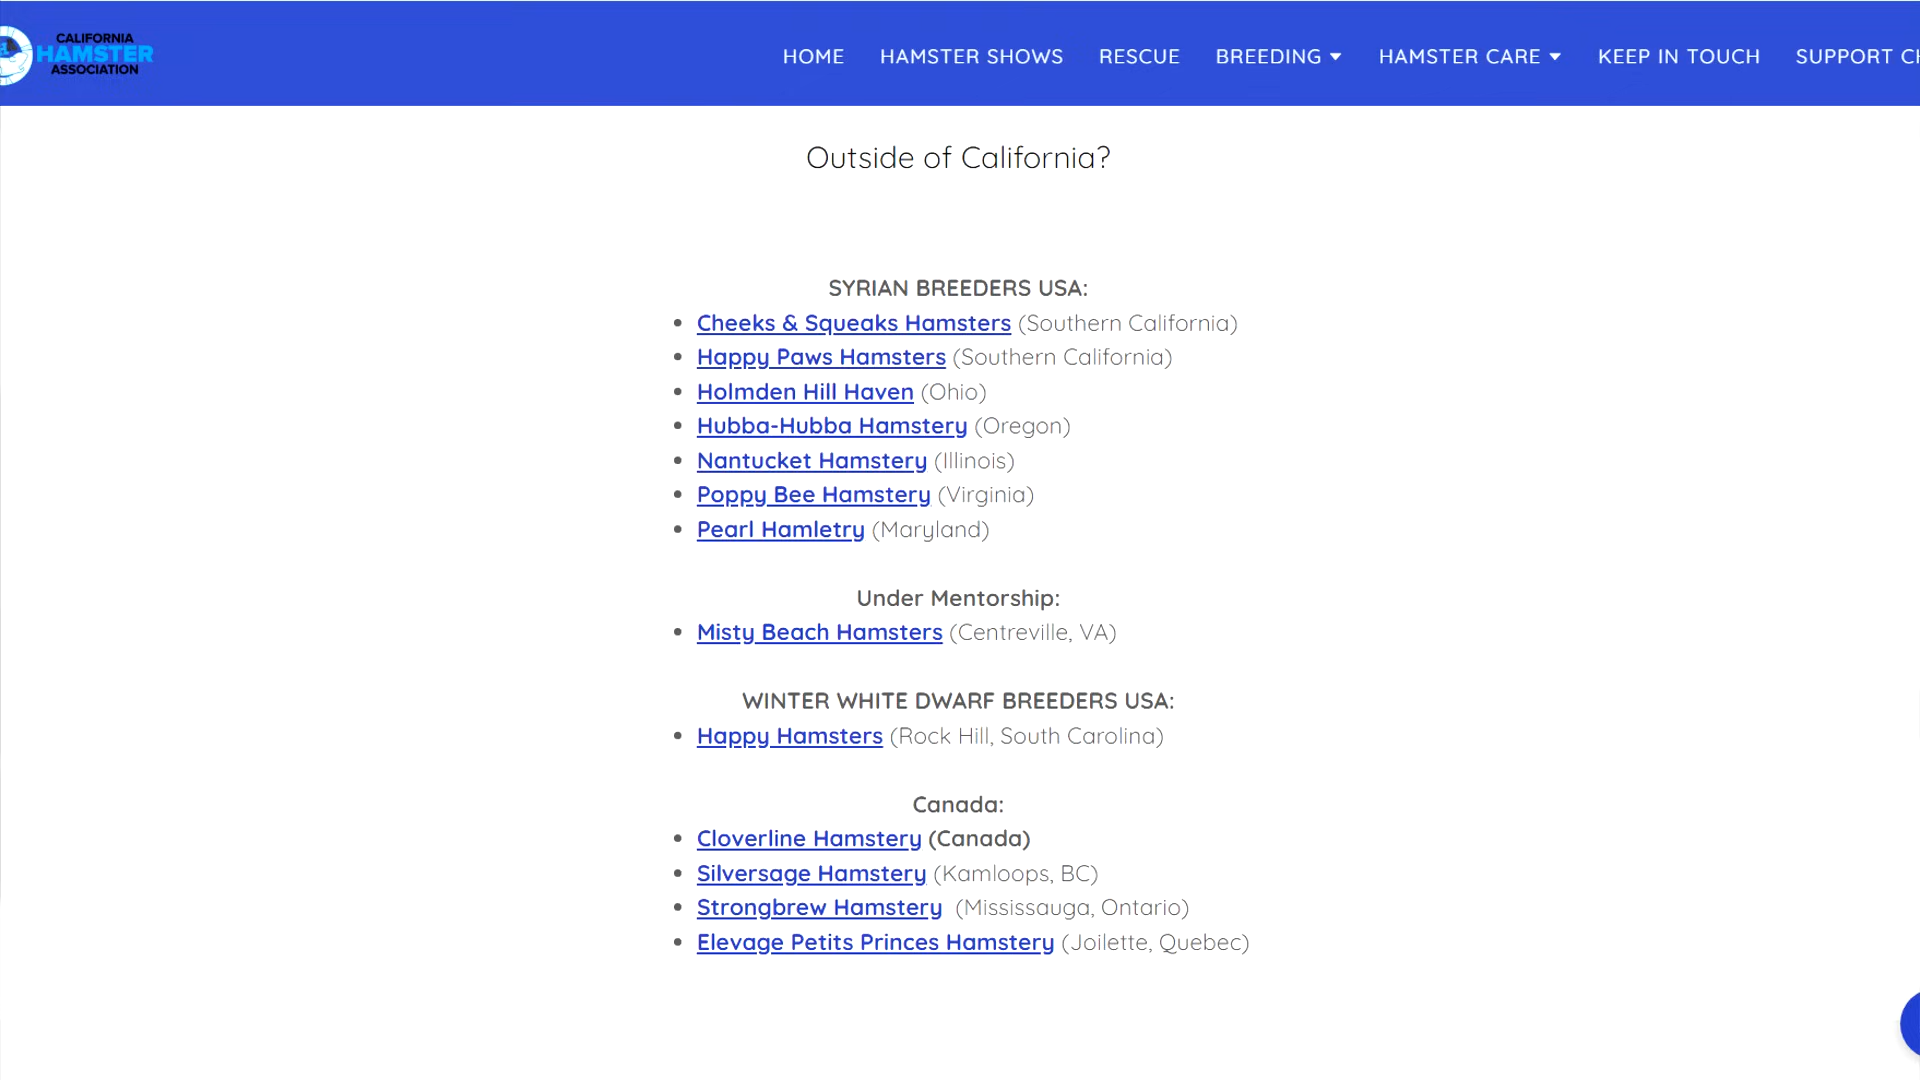 CALIFORNIA
HAMSTER
ASSOCIATION
HOME HAMSTER SHOWS RESCUE BREEDING HAMSTER CARE KEEP IN TOUCH SUPPORT
Outside of California?
SYRIAN BREEDERS USA:
Cheeks & Squeaks Hamsters (Southern California)
Happy Paws Hamsters (Southern California)
Holmden Hill Haven (Ohio)
Hubba-Hubba Hamstery (Oregon)
Nantucket Hamstery (Illinois)
Poppy Bee Hamstery (Virginia)
Pearl Hamletry (Maryland)
Under Mentorship:
Misty Beach Hamsters (Centreville, VA)
WINTER WHITE DWARF BREEDERS USA:
Happy Hamsters (Rock Hill, South Carolina)
Canada:
Cloverline Hamstery (Canada)
Silversage Hamstery (Kamloops, BC)
Strongbrew Hamstery (Mississauga, Ontario)
Elevage Petits Princes Hamstery (Joilette, Quebec)